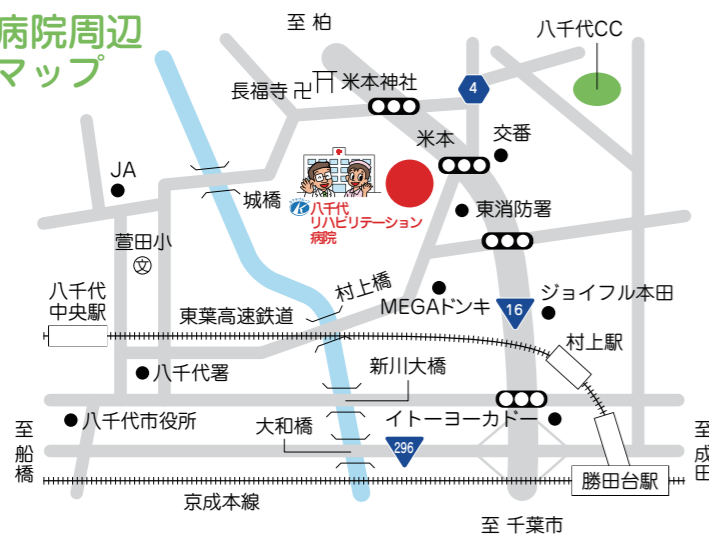 病院周辺
マップ
至 柏
八千代CC
長福寺
米本神社
4
米本
交番
JA
城橋
八千代
リハビリテーション
病院
東消防署
萱田小
文
八千代
中央駅
東葉高速鉄道
村上橋
MEGAドンキ
16
ジョイフル本田
村上駅
八千代署
新川大橋
八千代市役所
大和橋
イトーヨーカドー
296
至
船橋
至
成田
勝田台駅
京成本線
至 千葉市